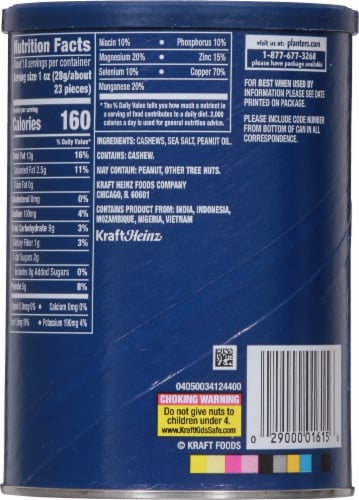 Nutrition Facts
18 servings per container
Serving size 1 oz (28g/about
23 pieces)
Calories 160
% Daily Value*
Fat 13g 16%
Saturated Fat 2.5g 11%
Trans Fat 0g
Cholesterol 0mg 0%
Sodium 100mg 4%
Total Carbohydrate 9g 3%
Dietary Fiber 1g 3%
Total Sugars 2g
Includes 0g Added Sugars 0%
Protein 5g 8%
0% • Calcium 0mg 0%
10% • Potassium 190mg 4%
Niacin 10% • Phosphorus 10%
Magnesium 20% • Zinc 15%
Selenium 10% • Copper 70%
Manganese 20%
* The % Daily Value tells you how much a nutrient in
a serving of food contributes to a daily diet. 2,000
calories a day is used for general nutrition advice.
INGREDIENTS: CASHEWS, SEA SALT, PEANUT OIL.
CONTAINS: CASHEW.
MAY CONTAIN: PEANUT, OTHER TREE NUTS.
KRAFT HEINZ FOODS COMPANY
CHICAGO, IL 60601
CONTAINS PRODUCT FROM: INDIA, INDONESIA,
MOZAMBIQUE, NIGERIA, VIETNAM
KraftHeinz
visit us at: planters.com
1-877-677-3268
please have package available
FOR BEST WHEN USED BY
INFORMATION PLEASE SEE DATE
PRINTED ON PACKAGE.
PLEASE INCLUDE CODE NUMBER
FROM BOTTOM OF CAN IN ALL
CORRESPONDENCE.
04050034124400
CHOKING WARNING
Do not give nuts to
children under 4.
www.KraftKidsSafe.com
© KRAFT FOODS
0 29000 01615 6